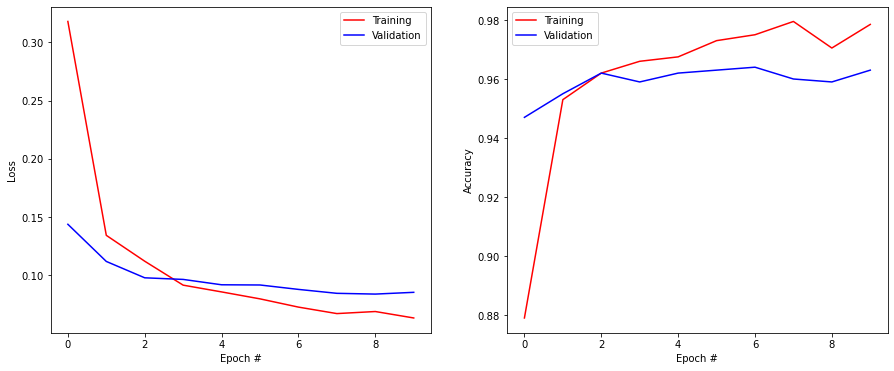 Training
Validation
0.30
0.25
0.20
0.15
0.10
Loss
0
2
4
6
8
Epoch #
Training
Validation
0.98
0.96
0.94
0.92
0.90
0.88
Accuracy
0
2
4
6
8
Epoch #